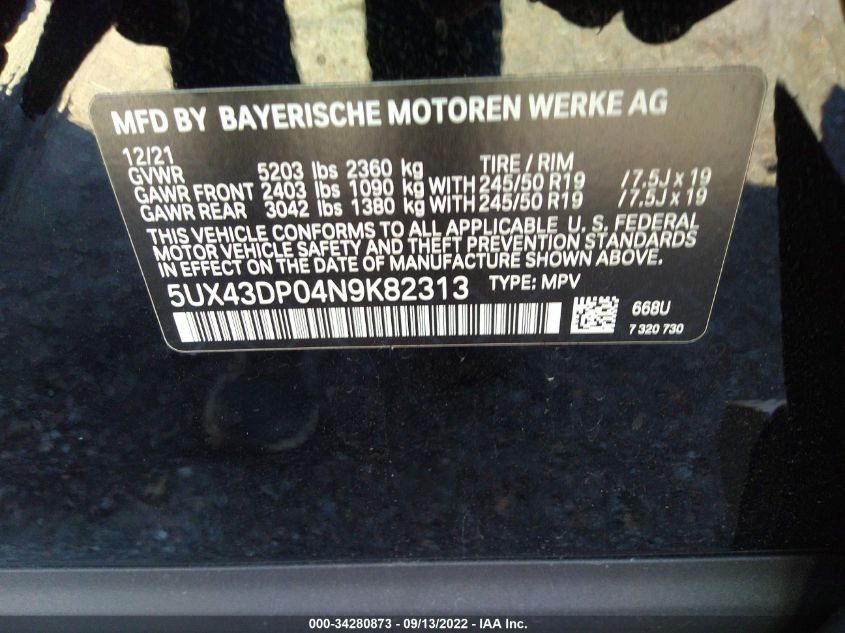 MFD BY BAYERISCHE MOTOREN WERKE AG
12/21
GVWR 5203 lbs 2360 kg TIRE / RIM
GAWR FRONT 2403 lbs 1090 kg WITH 245/50 R19 / 7.5J x 19
GAWR REAR 3042 lbs 1380 kg WITH 245/50 R19 / 7.5J x 19
THIS VEHICLE CONFORMS TO ALL APPLICABLE U. S. FEDERAL
MOTOR VEHICLE SAFETY AND THEFT PREVENTION STANDARDS
IN EFFECT ON THE DATE OF MANUFACTURE SHOWN ABOVE.
5UX43DP04N9K82313 TYPE: MPV
668U
7 320 730
000-34280873 - 09/13/2022 - IAA Inc.